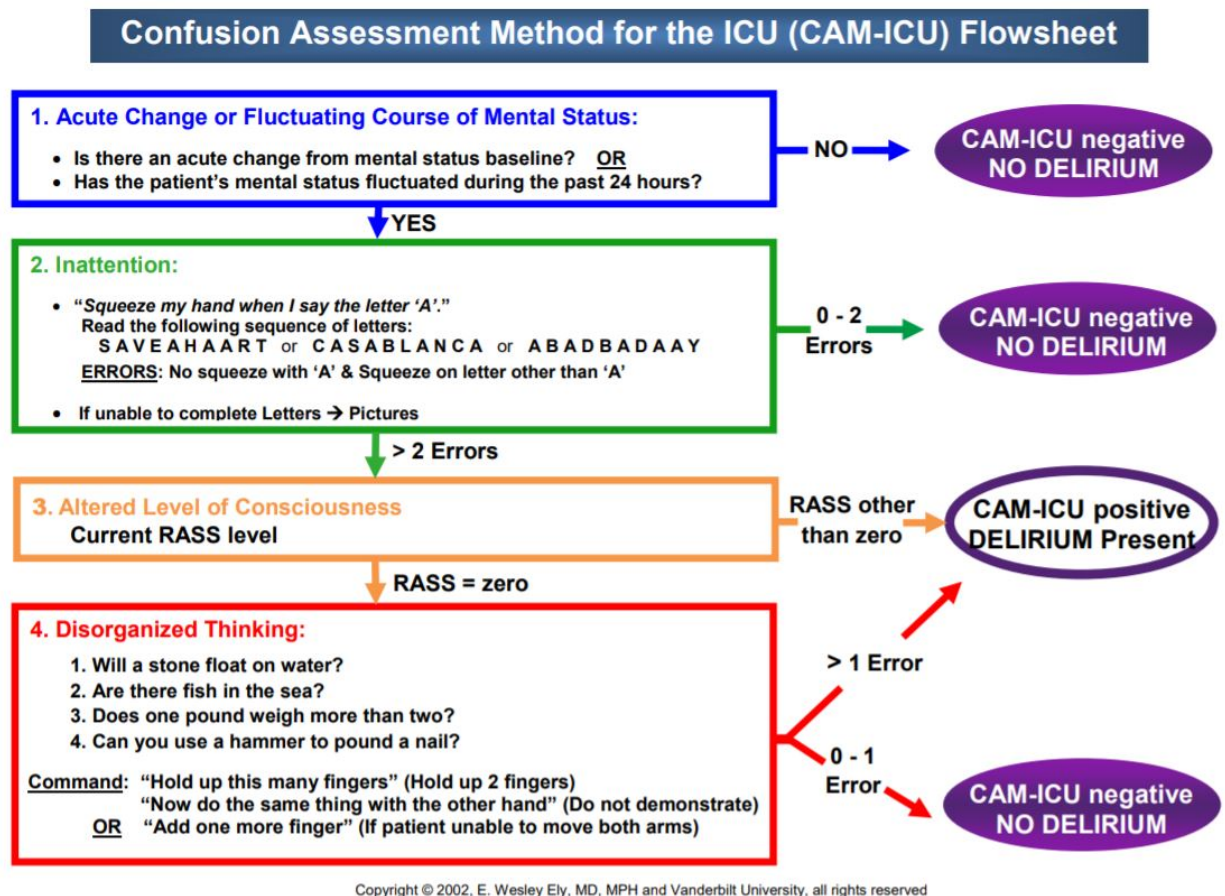 Confusion Assessment Method for the ICU (CAM-ICU) Flowsheet
1. Acute Change or Fluctuating Course of Mental Status:
• Is there an acute change from mental status baseline? OR
• Has the patient's mental status fluctuated during the past 24 hours?
NO
CAM-ICU negative
NO DELIRIUM
YES
2. Inattention:
• "Squeeze my hand when I say the letter 'A'."
Read the following sequence of letters:
S A V E A H A A R T or C A S A B L A N C A or A B A D B A D A A Y
ERRORS: No squeeze with 'A' & Squeeze on letter other than 'A'
• If unable to complete Letters → Pictures
0 - 2
Errors
CAM-ICU negative
NO DELIRIUM
> 2 Errors
3. Altered Level of Consciousness
Current RASS level
RASS other
than zero
CAM-ICU positive
DELIRIUM Present
RASS = zero
4. Disorganized Thinking:
1. Will a stone float on water?
2. Are there fish in the sea?
3. Does one pound weigh more than two?
4. Can you use a hammer to pound a nail?
Command: "Hold up this many fingers" (Hold up 2 fingers)
"Now do the same thing with the other hand" (Do not demonstrate)
OR "Add one more finger" (If patient unable to move both arms)
> 1 Error
0 - 1
Error
CAM-ICU negative
NO DELIRIUM
Copyright © 2002, E. Wesley Ely, MD, MPH and Vanderbilt University, all rights reserved